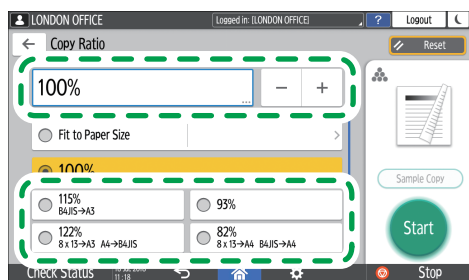 LONDON OFFICE
Logged in: [LONDON OFFICE]
?
Logout
Copy Ratio
Reset
100%
...
− +
Fit to Paper Size
>
100%
Sample Copy
115%
B4JIS→A3
93%
122%
8 x 13→A3 A4→B4JIS
82%
8 x 13→A4 B4JIS→A4
Start
Check Status
11:18
Stop